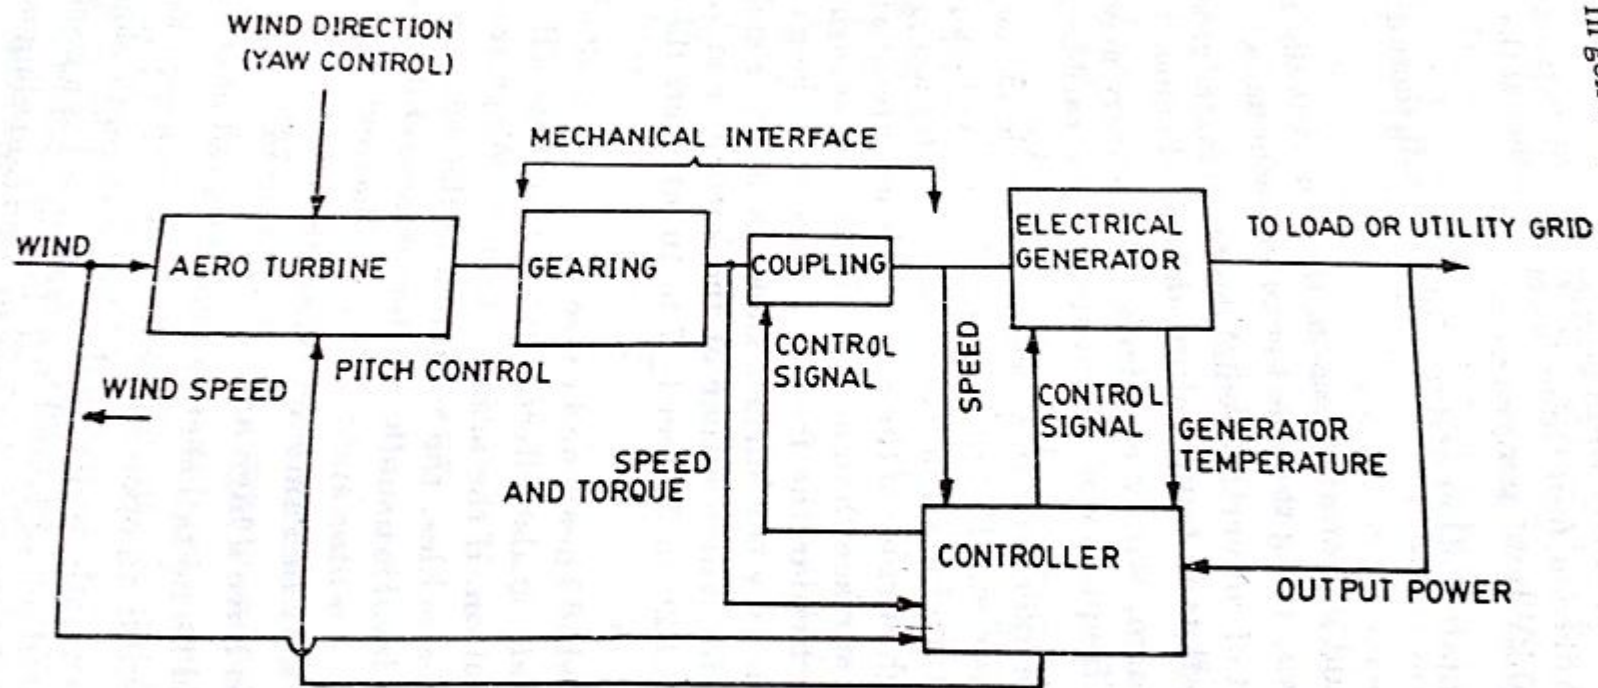 WIND DIRECTION
(YAW CONTROL)
MECHANICAL INTERFACE
WIND
AERO TURBINE
GEARING
COUPLING
ELECTRICAL
GENERATOR
TO LOAD OR UTILITY GRID
WIND SPEED
PITCH CONTROL
CONTROL
SIGNAL
SPEED
CONTROL
SIGNAL
GENERATOR
TEMPERATURE
SPEED
AND TORQUE
CONTROLLER
OUTPUT POWER